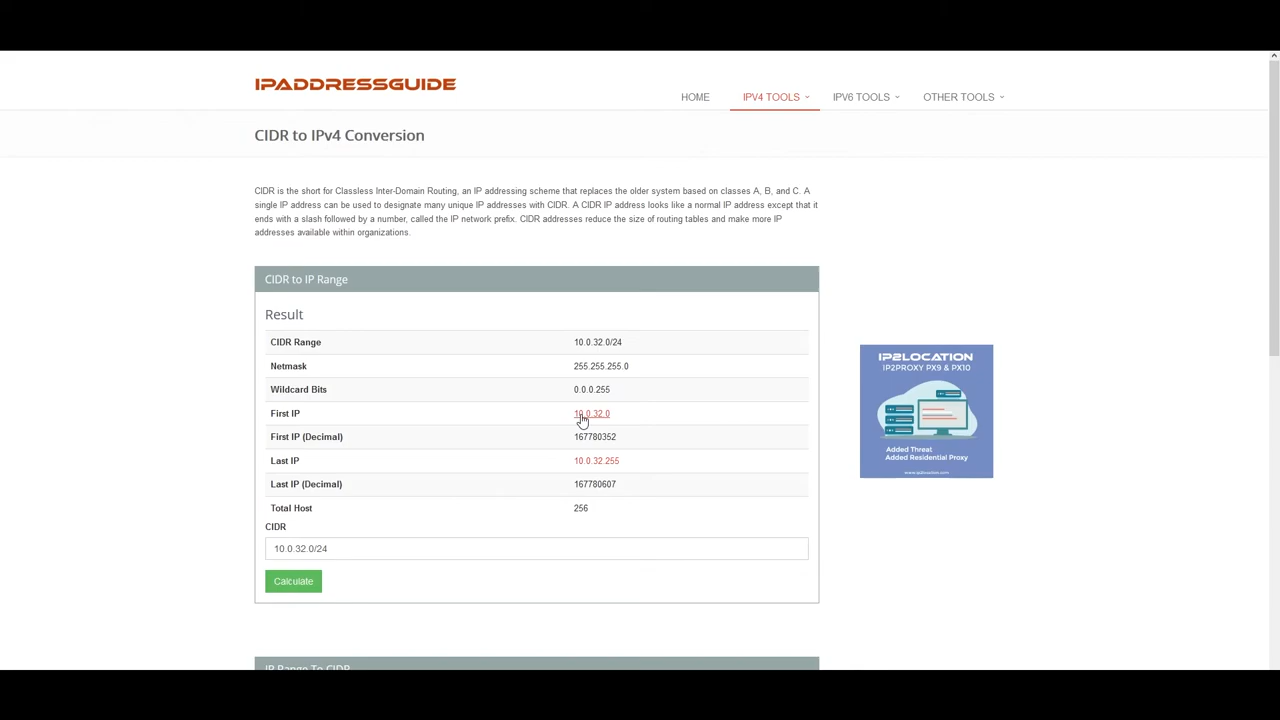 IPADDRESSGUIDE
HOME
IPV4 TOOLS
IPV6 TOOLS
OTHER TOOLS
CIDR to IPv4 Conversion
CIDR is the short for Classless Inter-Domain Routing, an IP addressing scheme that replaces the older system based on classes A, B, and C. A
single IP address can be used to designate many unique IP addresses with CIDR. A CIDR IP address looks like a normal IP address except that it
ends with a slash followed by a number, called the IP network prefix. CIDR addresses reduce the size of routing tables and make more IP
addresses available within organizations.
CIDR to IP Range
Result
CIDR Range 10.0.32.0/24
Netmask 255.255.255.0
Wildcard Bits 0.0.0.255
First IP 10.0.32.0
First IP (Decimal) 167780352
Last IP 10.0.32.255
Last IP (Decimal) 167780607
Total Host 256
CIDR
10.0.32.0/24
Calculate
IP2LOCATION
IP2PROXY PX9 & PX10
Added Threat
Added Residential Proxy
www.ip2location.com
IP Range To CIDR